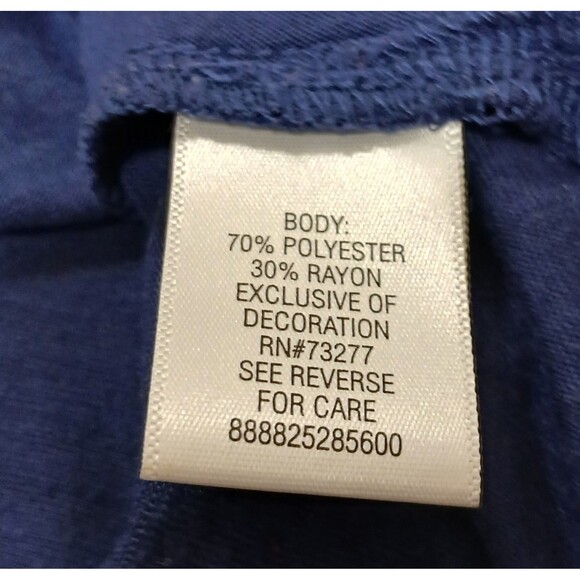 BODY:
70% POLYESTER
30% RAYON
EXCLUSIVE OF
DECORATION
RN#73277
SEE REVERSE
FOR CARE
888825285600